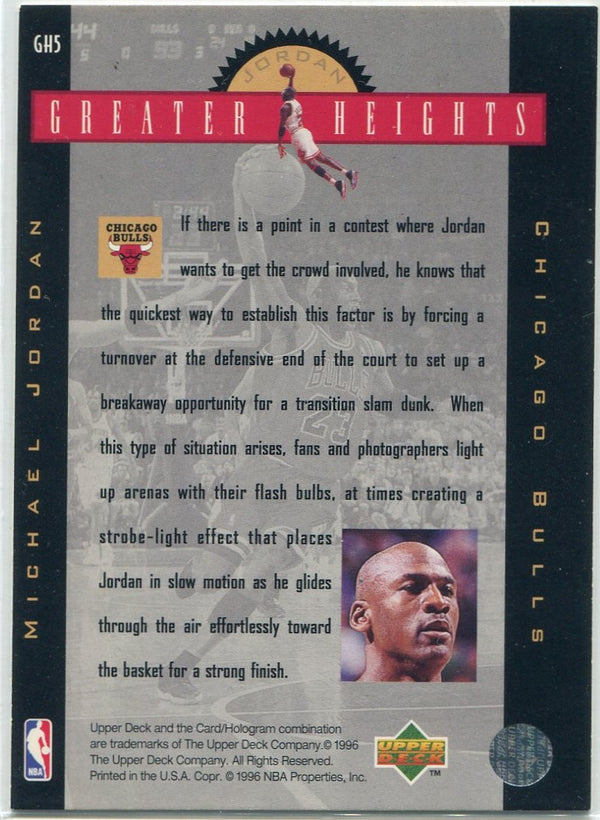 GH5
JORDAN
GREATER HEIGHTS
MICHAEL JORDAN
CHICAGO BULLS
CHICAGO
BULLS
If there is a point in a contest where Jordan
wants to get the crowd involved, he knows that
the quickest way to establish this factor is by forcing a
turnover at the defensive end of the court to set up a
breakaway opportunity for a transition slam dunk. When
this type of situation arises, fans and photographers light
up arenas with their flash bulbs, at times creating a
strobe-light effect that places
Jordan in slow motion as he glides
through the air effortlessly toward
the basket for a strong finish.
BULLS
23
Upper Deck and the Card/Hologram combination
are trademarks of The Upper Deck Company.© 1996
The Upper Deck Company. All Rights Reserved.
Printed in the U.S.A. Copr. © 1996 NBA Properties, Inc.
NBA
UPPER
DECK
TM